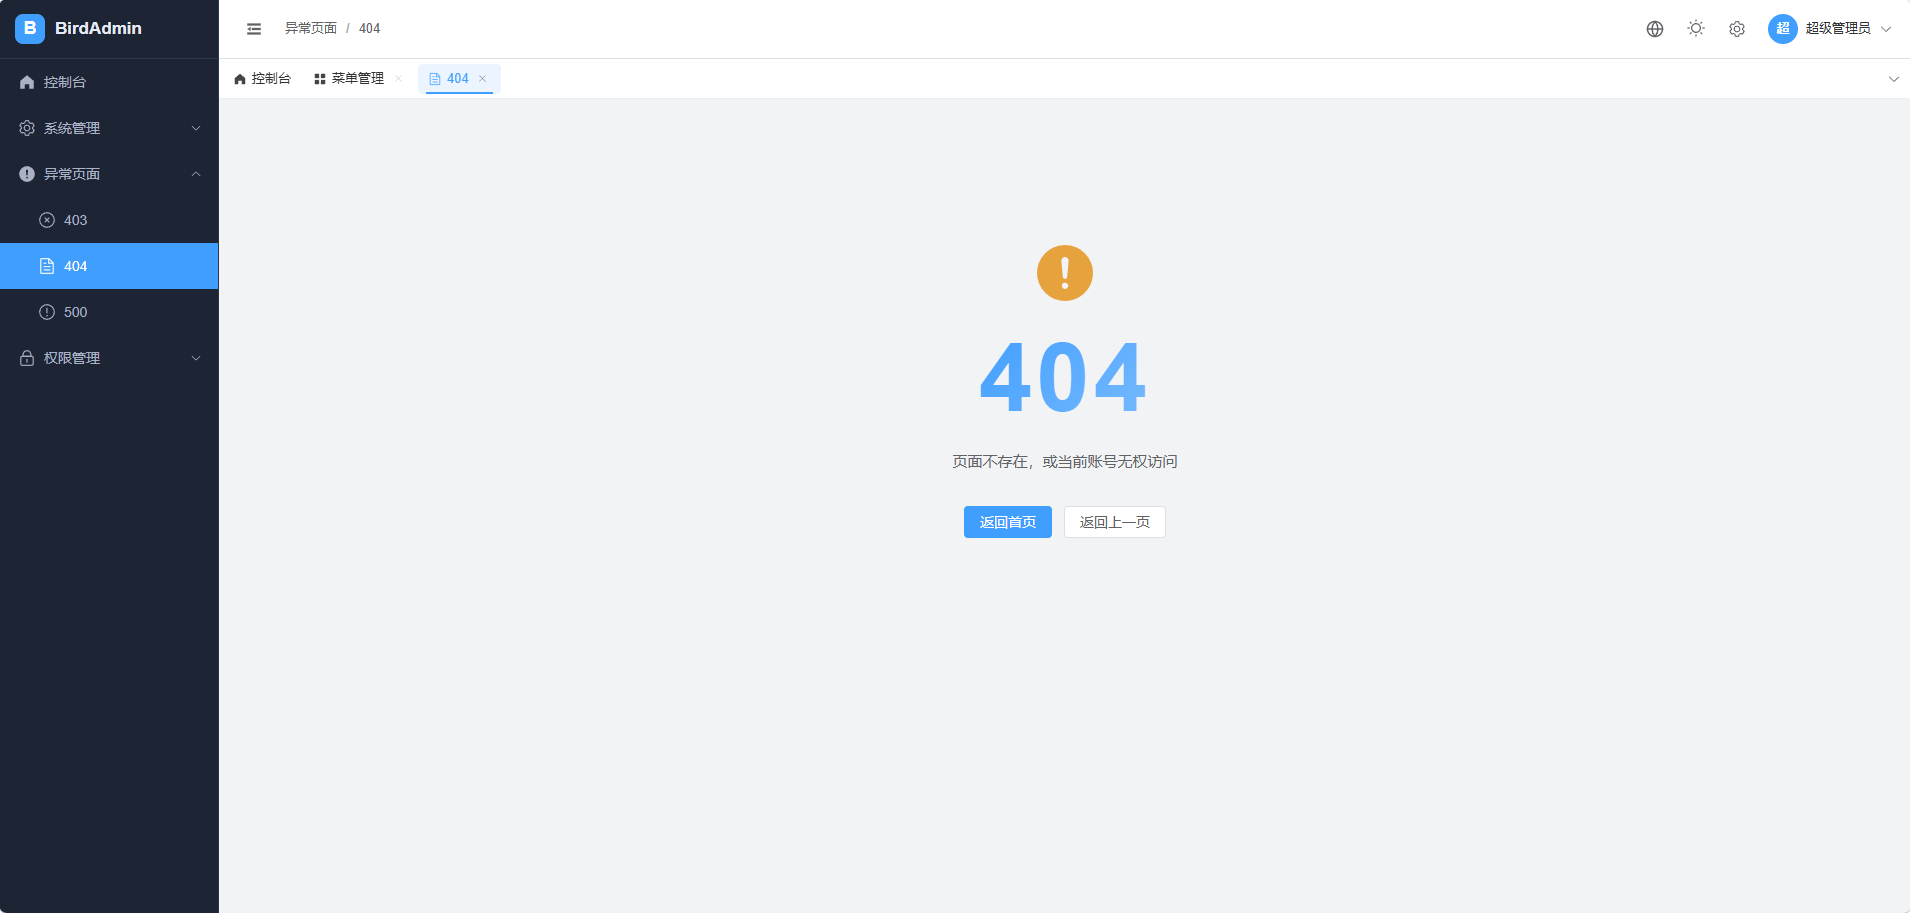 B BirdAdmin
控制台
系统管理
异常页面
403
404
500
权限管理
异常页面 / 404
超 超级管理员
控制台 菜单管理 404
404
页面不存在，或当前账号无权访问
返回首页 返回上一页